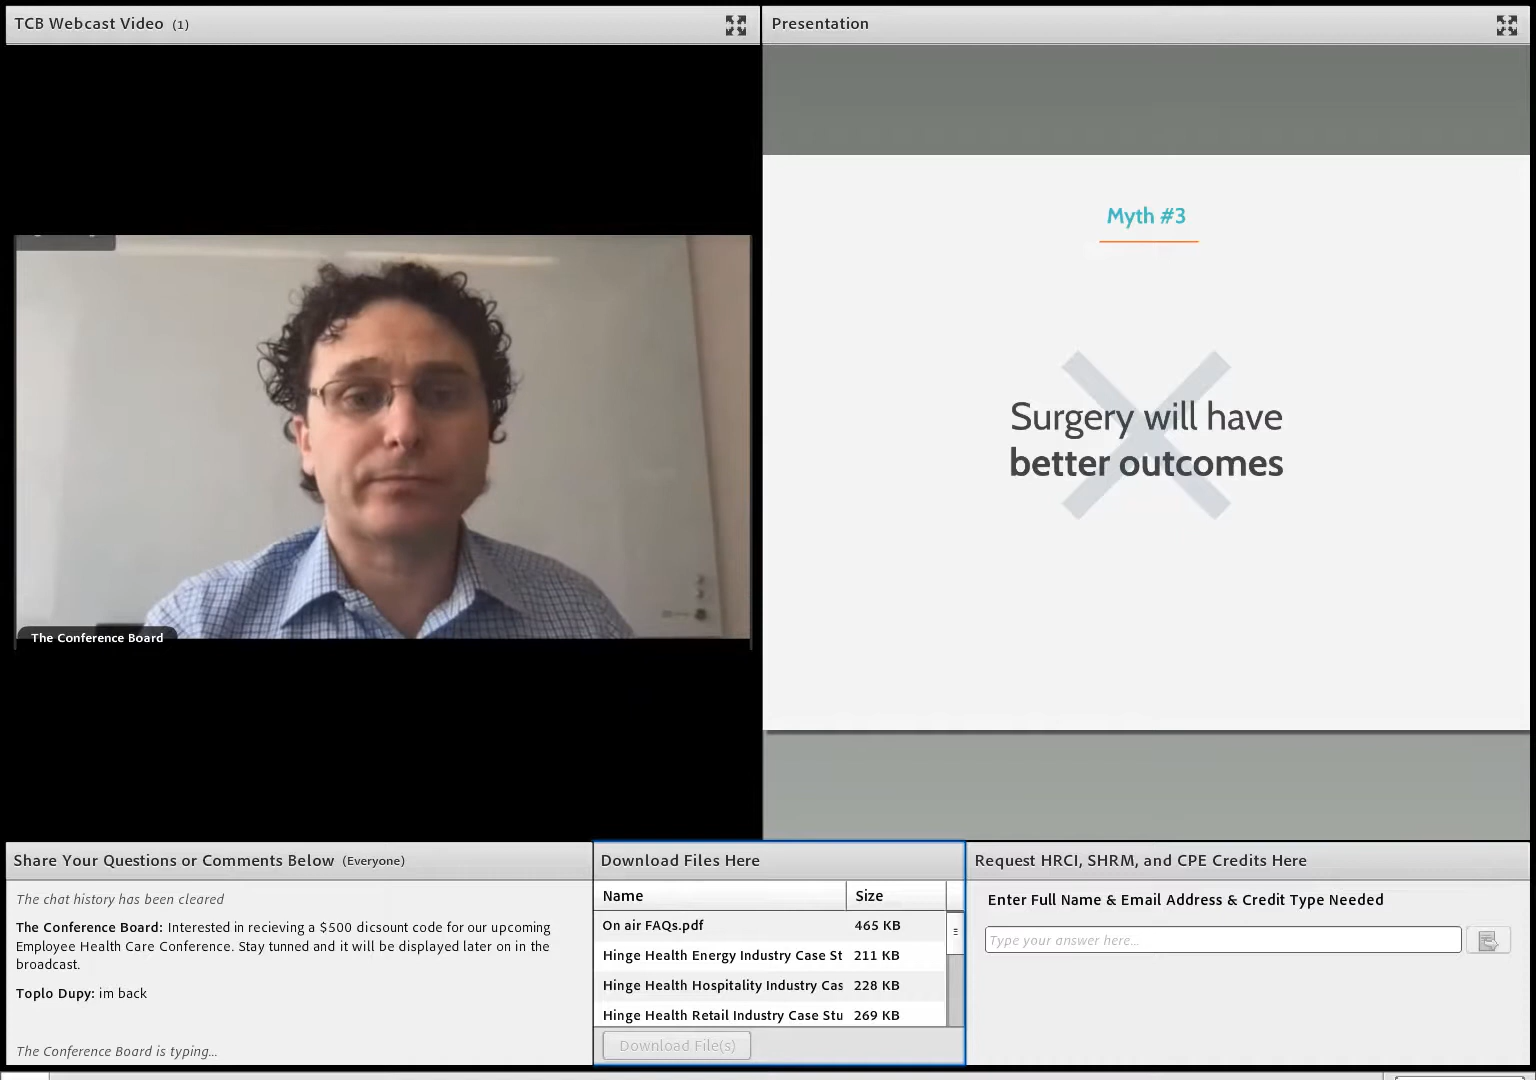 TCB Webcast Video (1)
Presentation
Myth #3
Surgery will have
better outcomes
The Conference Board
Share Your Questions or Comments Below (Everyone)
The chat history has been cleared
The Conference Board: Interested in recieving a $500 dicsount code for our upcoming
Employee Health Care Conference. Stay tunned and it will be displayed later on in the
broadcast.
Toplo Dupy: im back
The Conference Board is typing...
Download Files Here
Name Size
On air FAQs.pdf 465 KB
Hinge Health Energy Industry Case St 211 KB
Hinge Health Hospitality Industry Cas 228 KB
Hinge Health Retail Industry Case Stu 269 KB
Download File(s)
Request HRCI, SHRM, and CPE Credits Here
Enter Full Name & Email Address & Credit Type Needed
Type your answer here...